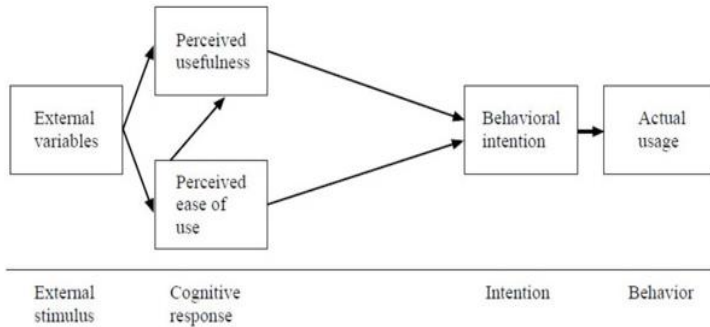 Perceived
usefulness
External
variables
Behavioral
intention
Actual
usage
Perceived
ease of
use
External
stimulus
Cognitive
response
Intention
Behavior